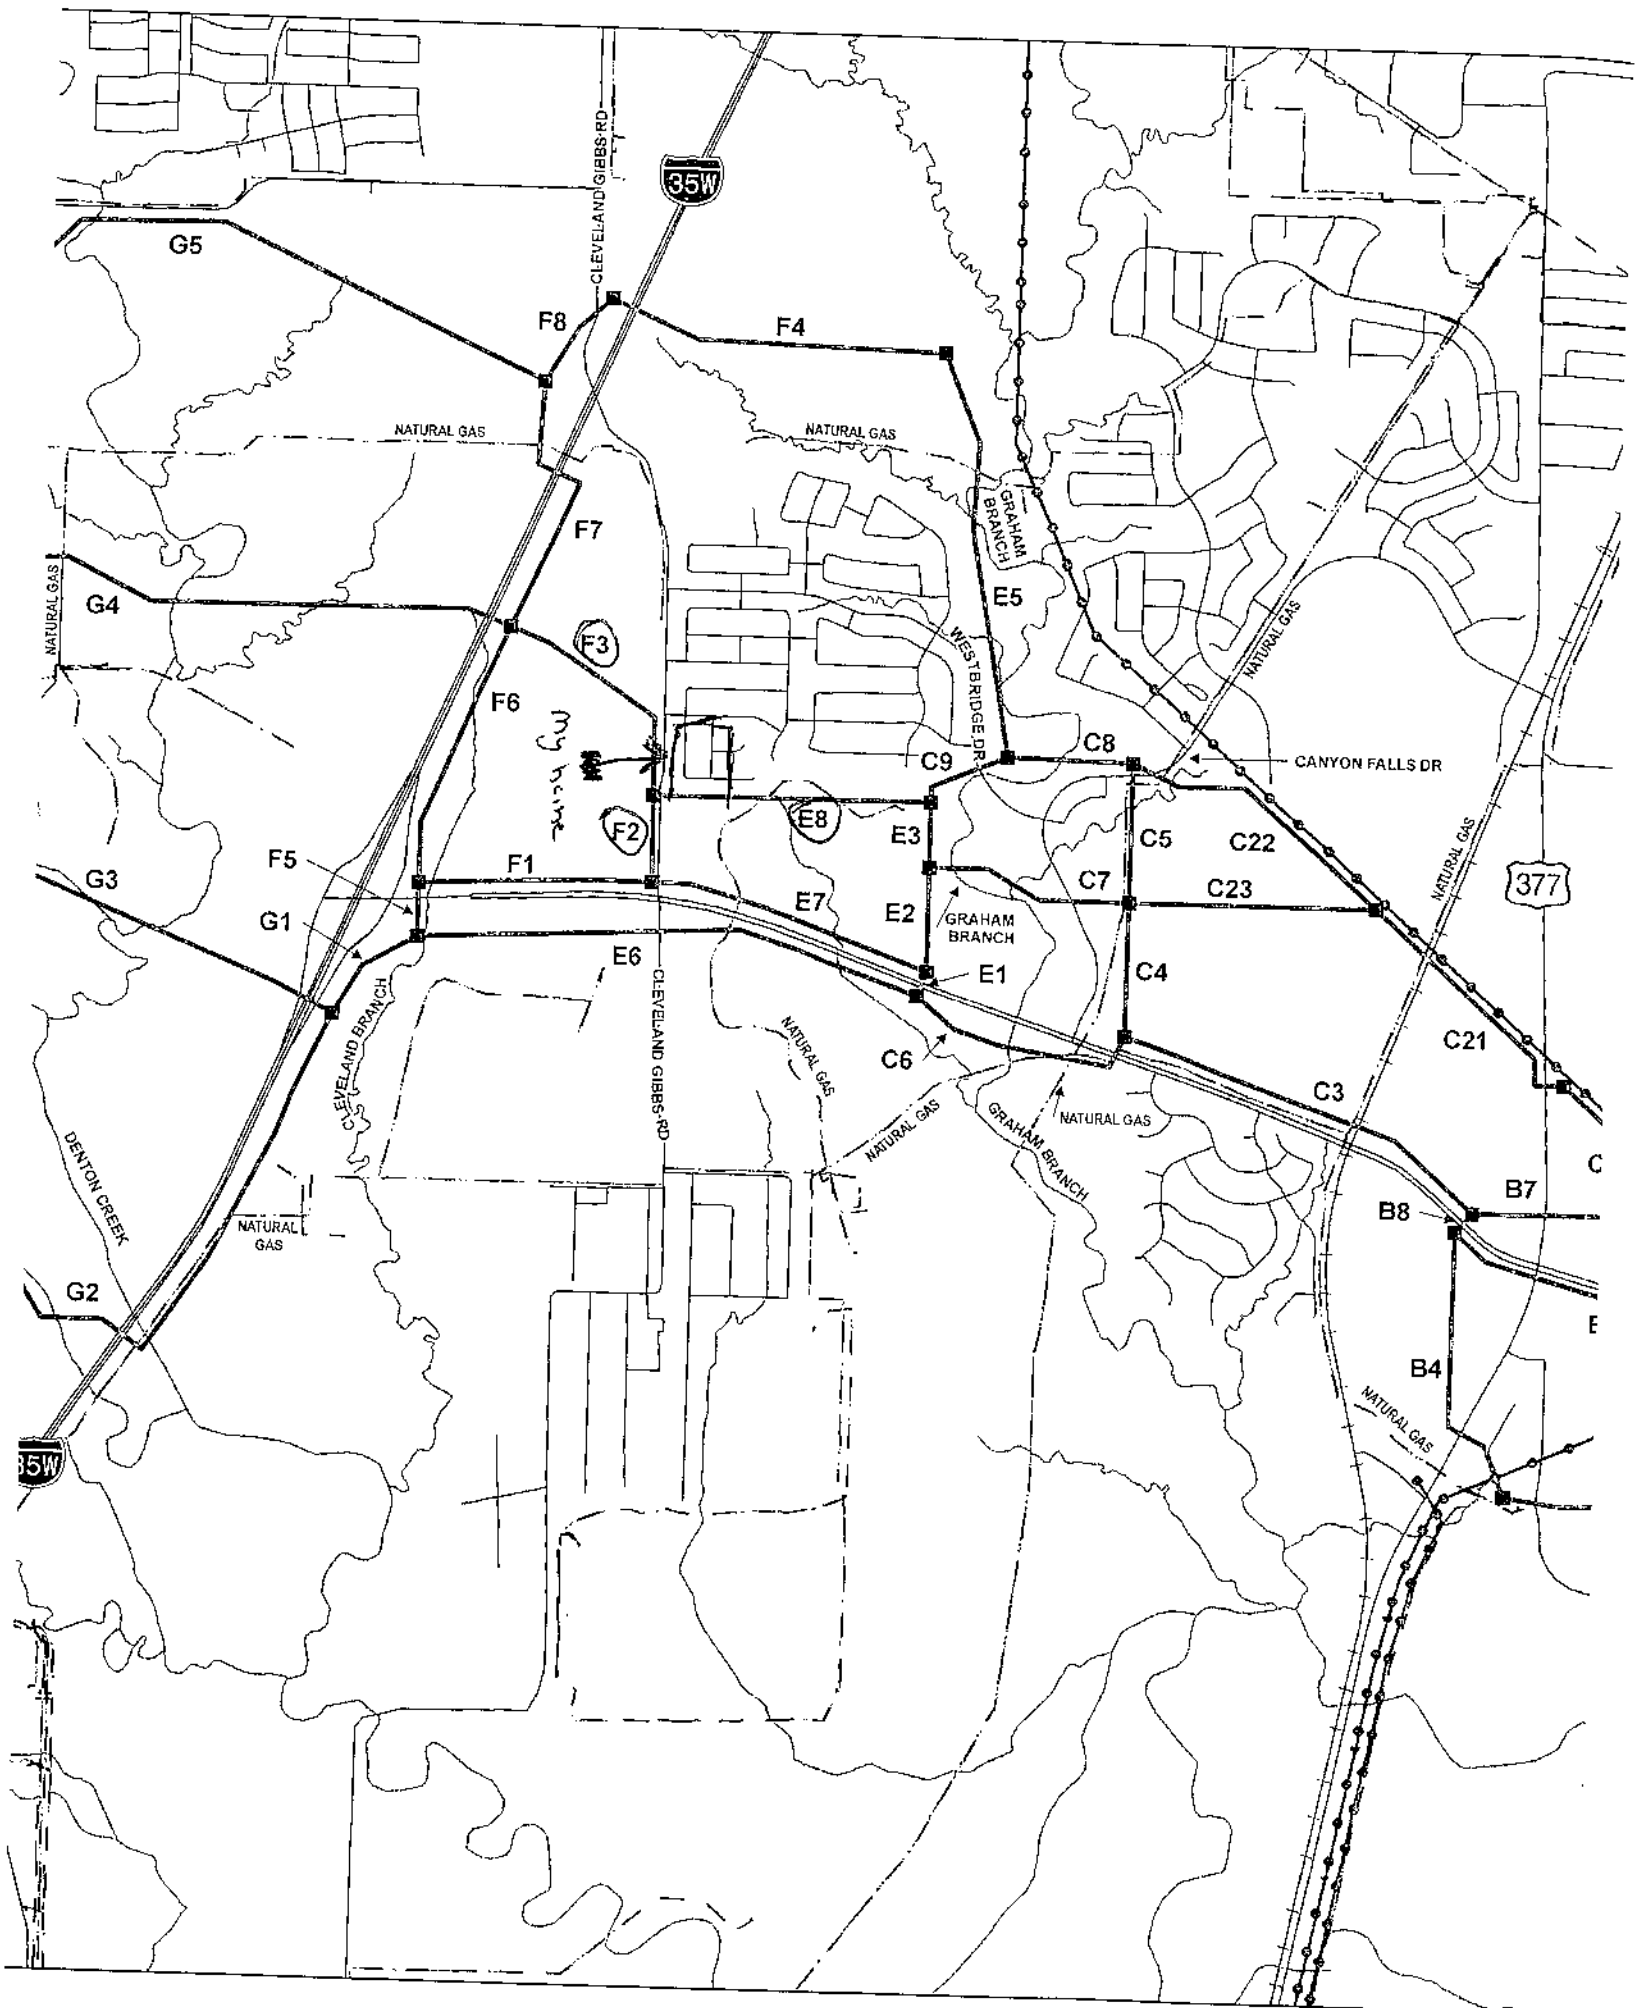 CLEVELAND GIBBS RD
35W
G5
F8
F4
NATURAL GAS
NATURAL GAS
GRAHAM
BRANCH
F7
NATURAL GAS
G4
F3
E5
NATURAL GAS
WESTBRIDGE DR
F6
My home
C9
C8
CANYON FALLS DR
F2
E8
E3
C5
C22
NATURAL GAS
377
F5
F1
G3
C7
C23
G1
E7
E2
GRAHAM
BRANCH
E6
E1
C4
CLEVELAND BRANCH
CLEVELAND GIBBS RD
NATURAL GAS
C6
C21
C3
NATURAL GAS
NATURAL GAS
GRAHAM BRANCH
DENTON CREEK
C
B7
B8
NATURAL
GAS
G2
E
B4
NATURAL GAS
35W